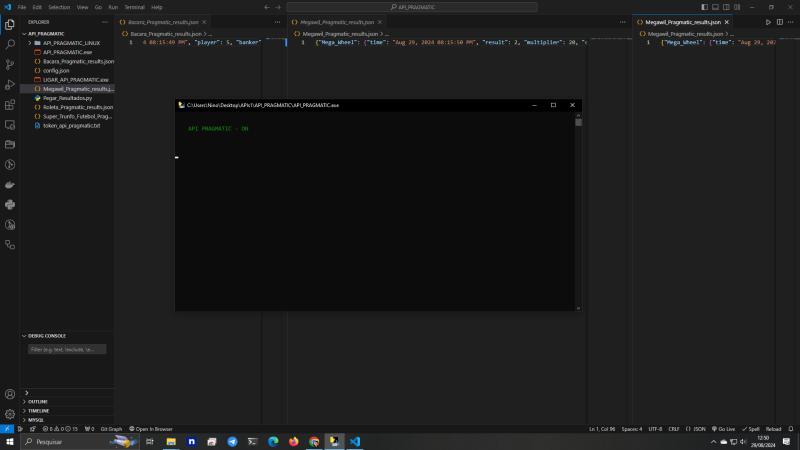 File Edit Selection View Go Run Terminal Help
API_PRAGMATIC
EXPLORER
API_PRAGMATIC
API_PRAGMATIC_LINUX
API_PRAGMATIC.exe
Bacara_Pragmatic_results.json
config.json
LIGAR_API_PRAGMATIC.exe
Megawil_Pragmatic_results.j...
Pegar_Resultados.py
Roleta_Pragmatic_results.json
Super_Trunfo_Futebol_Prag...
token_api_pragmatic.txt
Bacara_Pragmatic_results.json
Bacara_Pragmatic_results.json > ...
1 4 08:15:49 PM", "player": 5, "banker"
Megawil_Pragmatic_results.json
Megawil_Pragmatic_results.json > ...
1 {"Mega_Wheel": {"time": "Aug 29, 2024 08:15:50 PM", "result": 2, "multiplier": 20, "
Megawil_Pragmatic_results.json
Megawil_Pragmatic_results.json > ...
1 {"Mega_Wheel": {"time": "Aug 29, 202
C:\Users\Nino\Desktop\APIs1\API_PRAGMATIC\API_PRAGMATIC.exe
API PRAGMATIC - ON
DEBUG CONSOLE
Filter (e.g. text, !exclude, \e...
OUTLINE
TIMELINE
MYSQL
0 0 15 0 Git Graph Open In Browser
Ln 1, Col 96 Spaces: 4 UTF-8 CRLF {} JSON Go Live Spell Reload
Pesquisar
12:50
29/08/2024